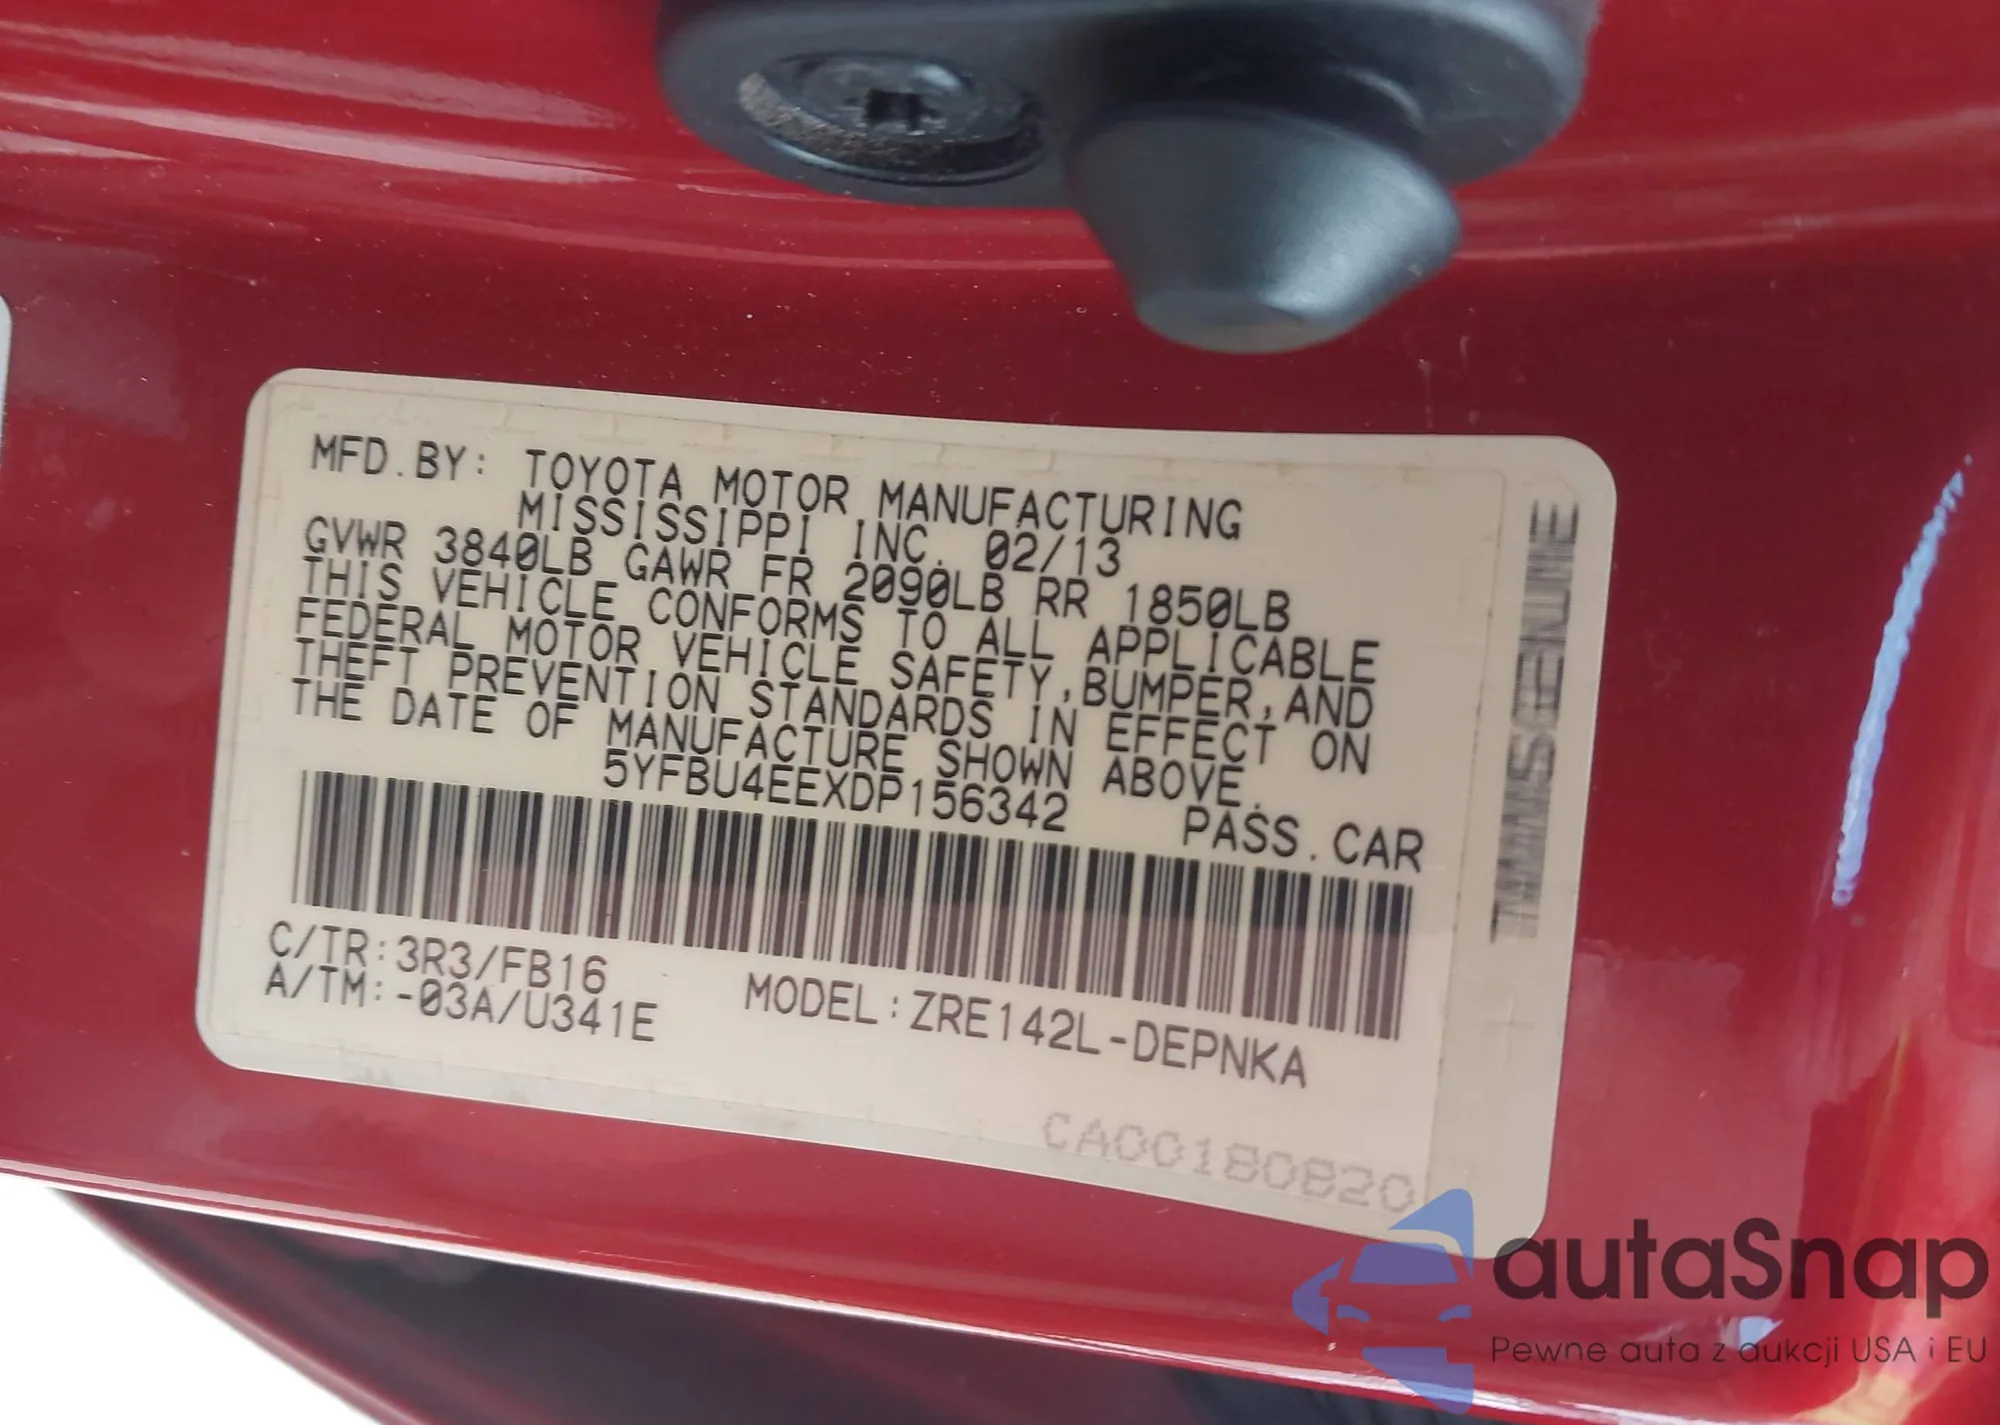 MFD.BY: TOYOTA MOTOR MANUFACTURING
MISSISSIPPI INC. 02/13
GVWR 3840LB GAWR FR 2090LB RR 1850LB
THIS VEHICLE CONFORMS TO ALL APPLICABLE
FEDERAL MOTOR VEHICLE SAFETY,BUMPER,AND
THEFT PREVENTION STANDARDS IN EFFECT ON
THE DATE OF MANUFACTURE SHOWN ABOVE.
5YFBU4EEXDP156342 PASS.CAR
C/TR:3R3/FB16
A/TM:-03A/U341E MODEL:ZRE142L-DEPNKA
CA00180820
autaSnap
Pewne auta z aukcji USA i EU